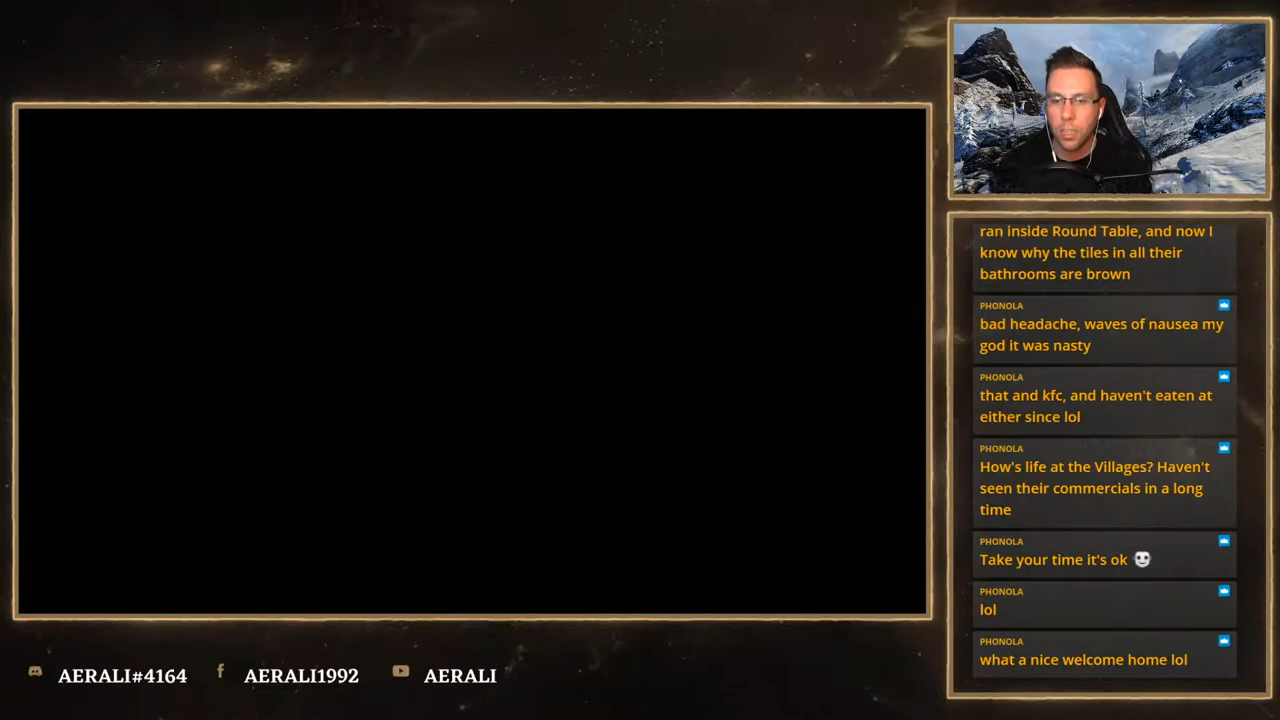 ran inside Round Table, and now I
know why the tiles in all their
bathrooms are brown
PHONOLA
bad headache, waves of nausea my
god it was nasty
PHONOLA
that and kfc, and haven't eaten at
either since lol
PHONOLA
How's life at the Villages? Haven't
seen their commercials in a long
time
PHONOLA
Take your time it's ok
PHONOLA
lol
PHONOLA
what a nice welcome home lol
AERALI#4164
AERALI1992
AERALI